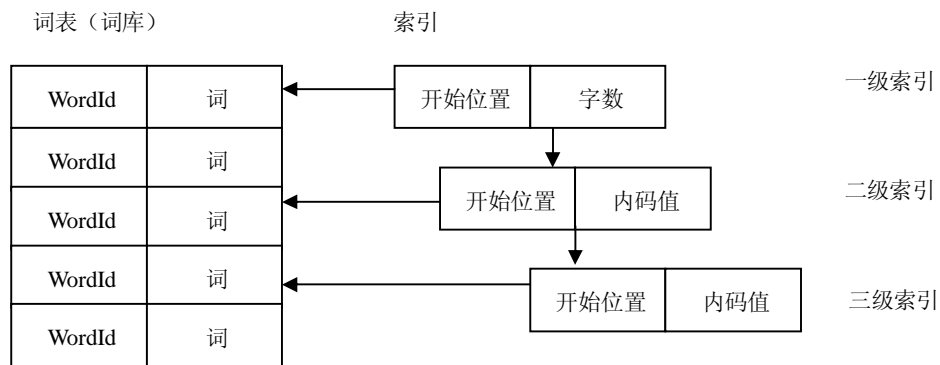 词表（词库）
索引
WordId 词
开始位置 字数
一级索引
WordId 词
开始位置 内码值
二级索引
WordId 词
WordId 词
开始位置 内码值
三级索引
WordId 词